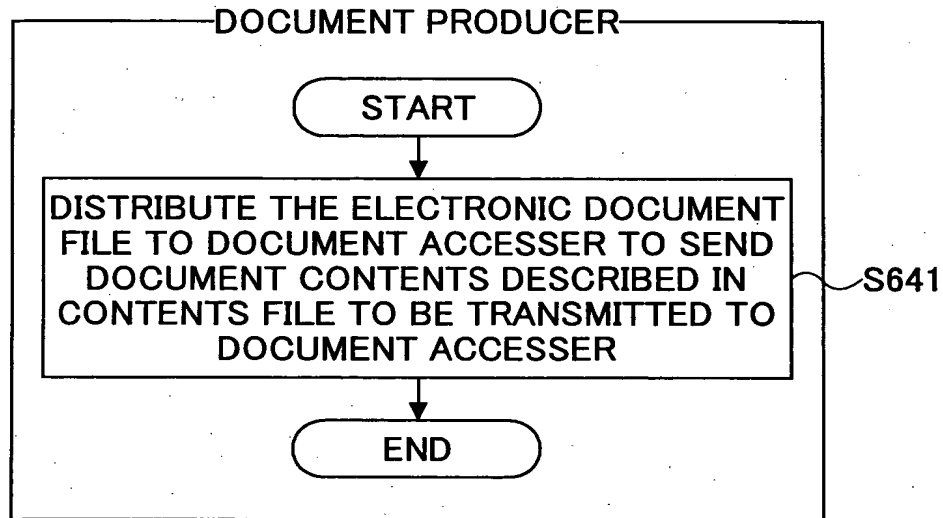 DOCUMENT PRODUCER
START
DISTRIBUTE THE ELECTRONIC DOCUMENT
FILE TO DOCUMENT ACCESSER TO SEND
DOCUMENT CONTENTS DESCRIBED IN
CONTENTS FILE TO BE TRANSMITTED TO
DOCUMENT ACCESSER
S641
END